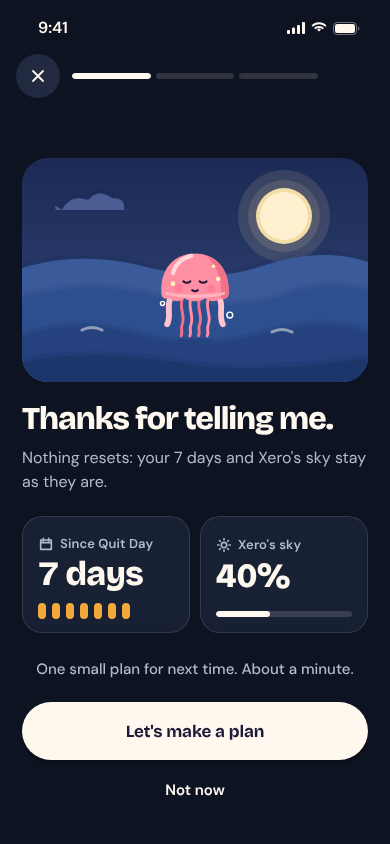 9:41
Thanks for telling me.
Nothing resets: your 7 days and Xero's sky stay
as they are.
Since Quit Day
7 days
Xero's sky
40%
One small plan for next time. About a minute.
Let's make a plan
Not now